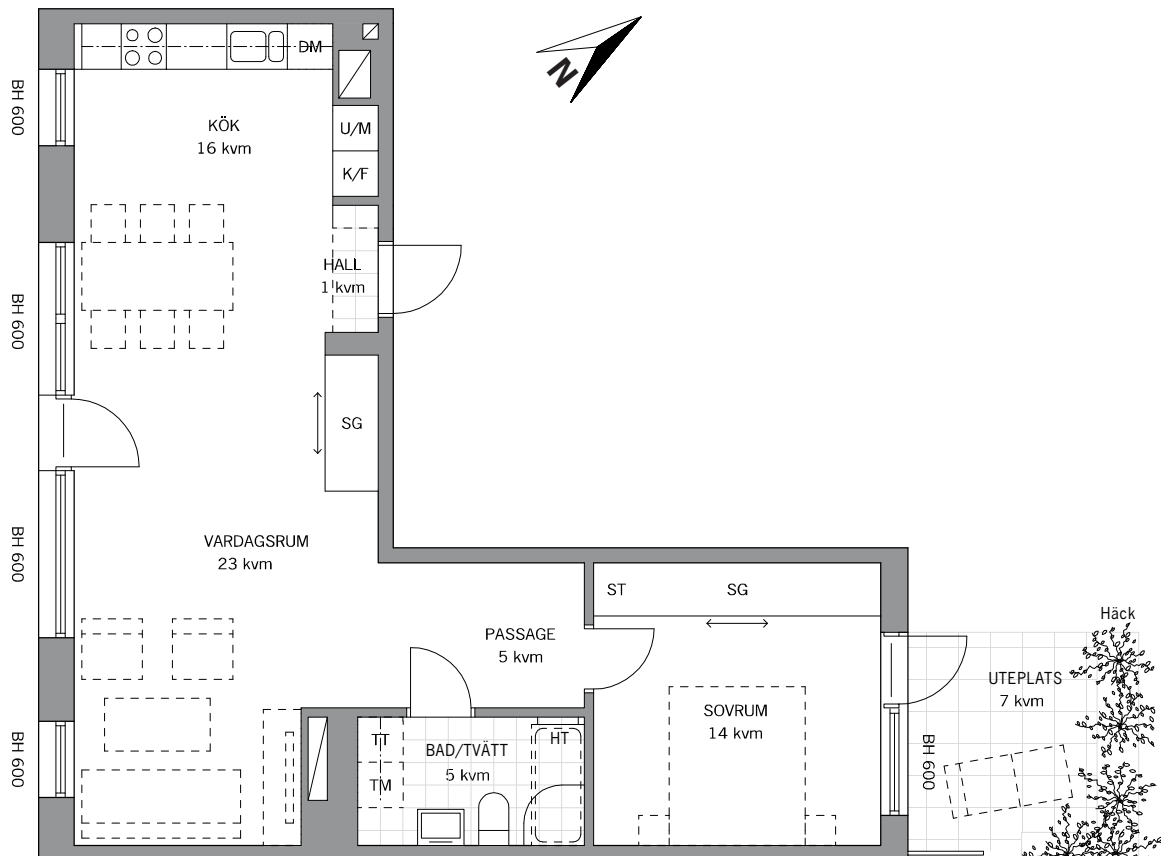 DM
N
BH 600
KÖK
16 kvm
U/M
K/F
HALL
1 kvm
BH 600
SG
VARDAGSRUM
23 kvm
BH 600
ST
SG
PASSAGE
5 kvm
Häck
UTEPLATS
7 kvm
SOVRUM
14 kvm
BH 600
BH 600
TT
BAD/TVÄTT
5 kvm
HT
TM